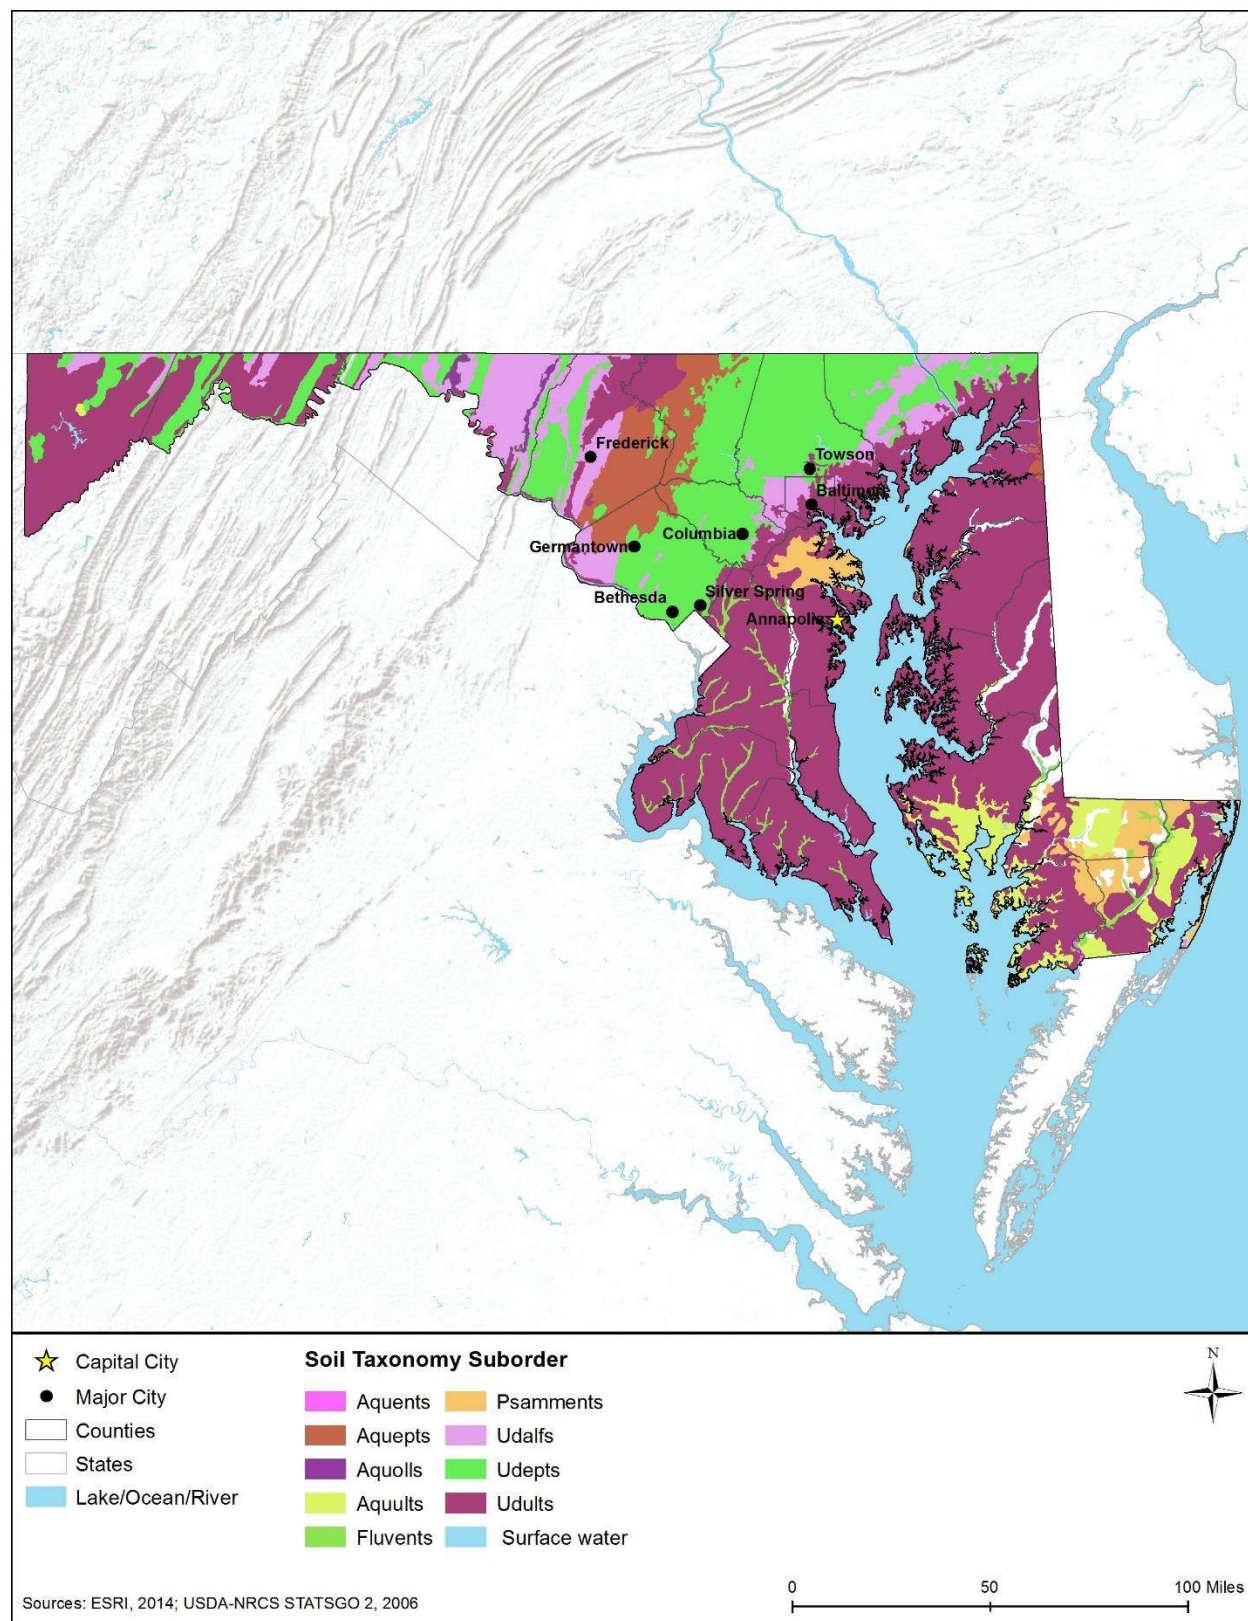 Frederick
Towson
Baltimore
Columbia
Germantown
Silver Spring
Bethesda
Annapolis
Capital City
Major City
Counties
States
Lake/Ocean/River
Soil Taxonomy Suborder
Aquents
Aquepts
Aquolls
Aquults
Fluvents
Psamments
Udalfs
Udepts
Udults
Surface water
N
0 50 100 Miles
Sources: ESRI, 2014; USDA-NRCS STATSGO 2, 2006